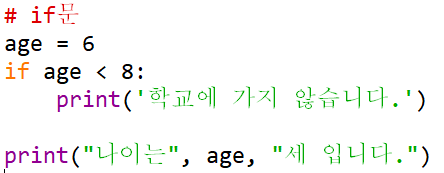 # if문
age = 6
if age < 8:
    print('학교에 가지 않습니다.')

print("나이는", age, "세 입니다.")